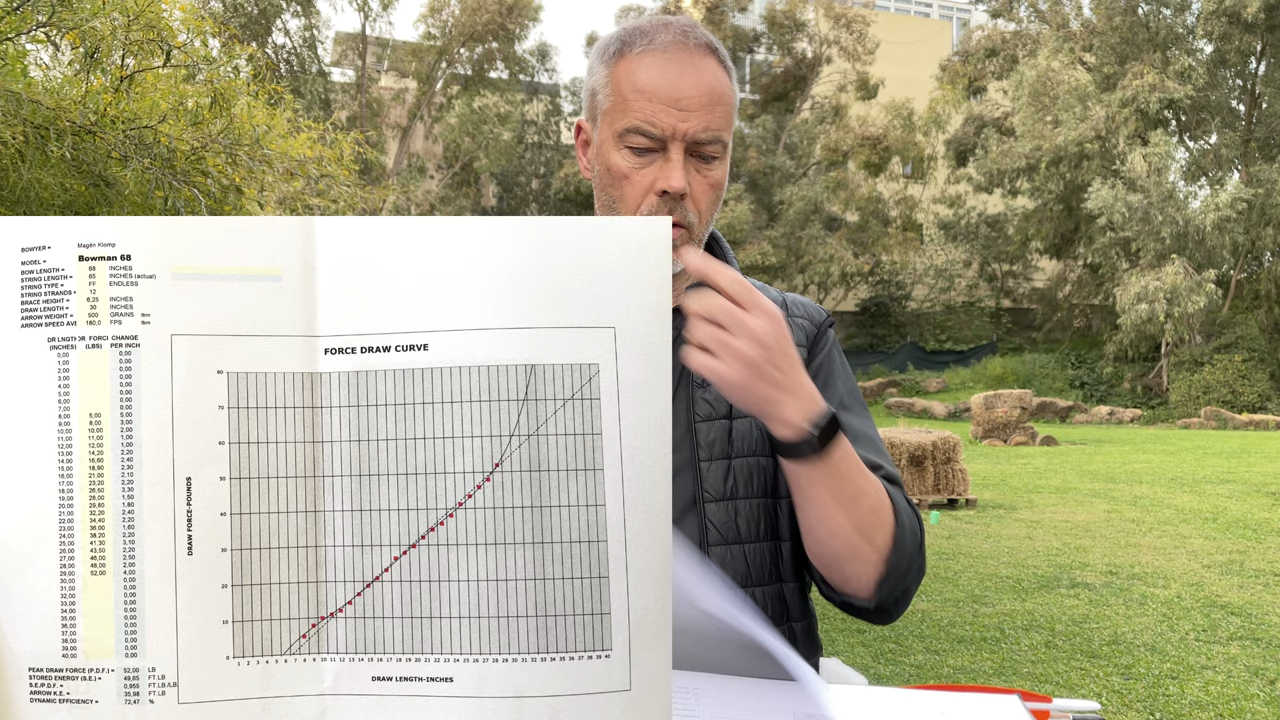 BOWYER = Magèn Klomp
MODEL = Bowman 68
BOW LENGTH = 68 INCHES
STRING LENGTH = 65 INCHES (actual)
STRING TYPE = FF ENDLESS
STRING STRANDS = 12
BRACE HEIGHT = 6,25 INCHES
DRAW LENGTH = 30 INCHES
ARROW WEIGHT = 500 GRAINS
ARROW SPEED AVE 180,0 FPS
DR LNGTH DR FORCE CHANGE
(INCHES) (LBS) PER INCH
0,00 0,00
1,00 0,00
2,00 0,00
3,00 0,00
4,00 0,00
5,00 0,00
6,00 0,00
7,00 0,00
8,00 5,00 5,00
9,00 8,00 3,00
10,00 10,00 2,00
11,00 11,00 1,00
12,00 12,00 1,00
13,00 14,20 2,20
14,00 16,60 2,40
15,00 18,90 2,30
16,00 21,00 2,10
17,00 23,20 2,20
18,00 26,50 3,30
19,00 28,00 1,50
20,00 29,80 1,80
21,00 32,20 2,40
22,00 34,40 2,20
23,00 36,00 1,60
24,00 38,20 2,20
25,00 41,30 3,10
26,00 43,50 2,20
27,00 46,00 2,50
28,00 48,00 2,00
29,00 52,00 4,00
30,00 0,00
31,00 0,00
32,00 0,00
33,00 0,00
34,00 0,00
35,00 0,00
36,00 0,00
37,00 0,00
38,00 0,00
39,00 0,00
40,00 0,00
PEAK DRAW FORCE (P.D.F.) = 52,00 LB
STORED ENERGY (S.E.) = 49,65 FT.LB
S.E./P.D.F. = 0,955 FT.LB./LB.
ARROW K.E. = 35,98 FT.LB
DYNAMIC EFFICIENCY = 72,47 %
FORCE DRAW CURVE
80
70
60
50
40
30
20
10
0
DRAW FORCE-POUNDS
1 2 3 4 5 6 7 8 9 10 11 12 13 14 15 16 17 18 19 20 21 22 23 24 25 26 27 28 29 30 31 32 33 34 35 36 37 38 39 40
DRAW LENGTH-INCHES